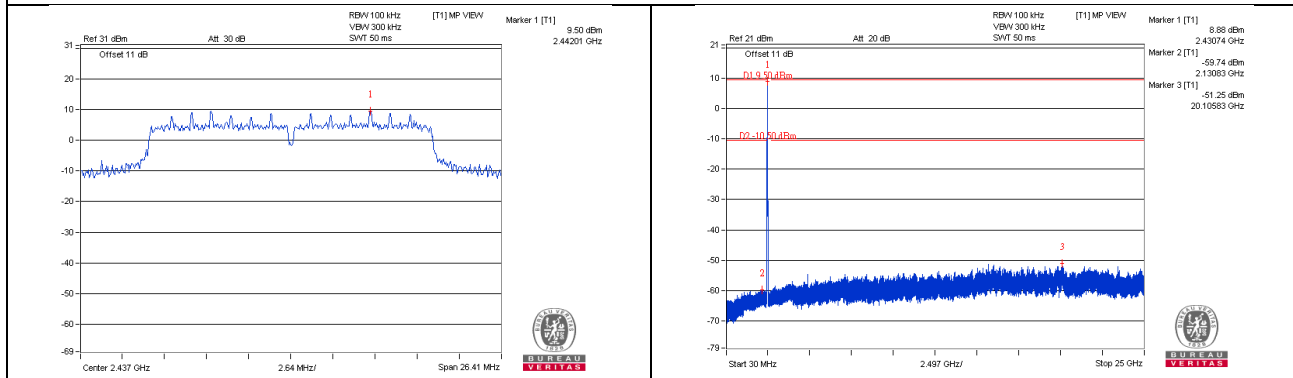 RBW 100 kHz [T1] MP VIEW
VBW 300 kHz
Ref 31 dBm Att 30 dB SWT 50 ms
Marker 1 [T1]
9.50 dBm
2.44201 GHz
31
Offset 11 dB
20
10
0
-10
-20
-30
-40
-50
-60
-69
1
Center 2.437 GHz 2.64 MHz/ Span 26.41 MHz
BUREAU
VERITAS
RBW 100 kHz [T1] MP VIEW
VBW 300 kHz
Ref 21 dBm Att 20 dB SWT 50 ms
Marker 1 [T1]
8.88 dBm
2.43074 GHz
Marker 2 [T1]
-59.74 dBm
2.13083 GHz
Marker 3 [T1]
-51.25 dBm
20.10583 GHz
21
Offset 11 dB
1
D1 9.50 dBm
10
0
-10
D2 -10.50 dBm
-20
-30
-40
-50
-60
-70
-79
2
3
Start 30 MHz 2.497 GHz/ Stop 25 GHz
BUREAU
VERITAS